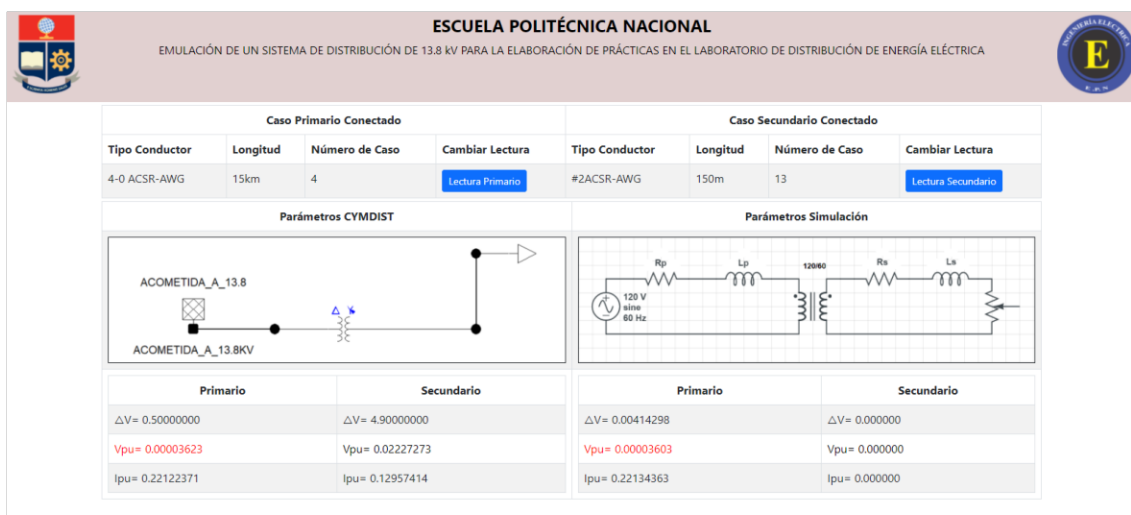 ESCUELA POLITÉCNICA NACIONAL
EMULACIÓN DE UN SISTEMA DE DISTRIBUCIÓN DE 13.8 kV PARA LA ELABORACIÓN DE PRÁCTICAS EN EL LABORATORIO DE DISTRIBUCIÓN DE ENERGÍA ELÉCTRICA
INGENIERÍA ELÉCTRICA
E
E.P.N
Caso Primario Conectado
Caso Secundario Conectado
Tipo Conductor Longitud Número de Caso Cambiar Lectura Tipo Conductor Longitud Número de Caso Cambiar Lectura
4-0 ACSR-AWG 15km 4 Lectura Primario #2ACSR-AWG 150m 13 Lectura Secundario
Parámetros CYMDIST
Parámetros Simulación
ACOMETIDA_A_13.8
ACOMETIDA_A_13.8KV
Δ Y
Rp Lp 120/60 Rs Ls
120 V
sine
60 Hz
Primario Secundario Primario Secundario
△V= 0.50000000 △V= 4.90000000 △V= 0.00414298 △V= 0.000000
Vpu= 0.00003623 Vpu= 0.02227273 Vpu= 0.00003603 Vpu= 0.000000
Ipu= 0.22122371 Ipu= 0.12957414 Ipu= 0.22134363 Ipu= 0.000000